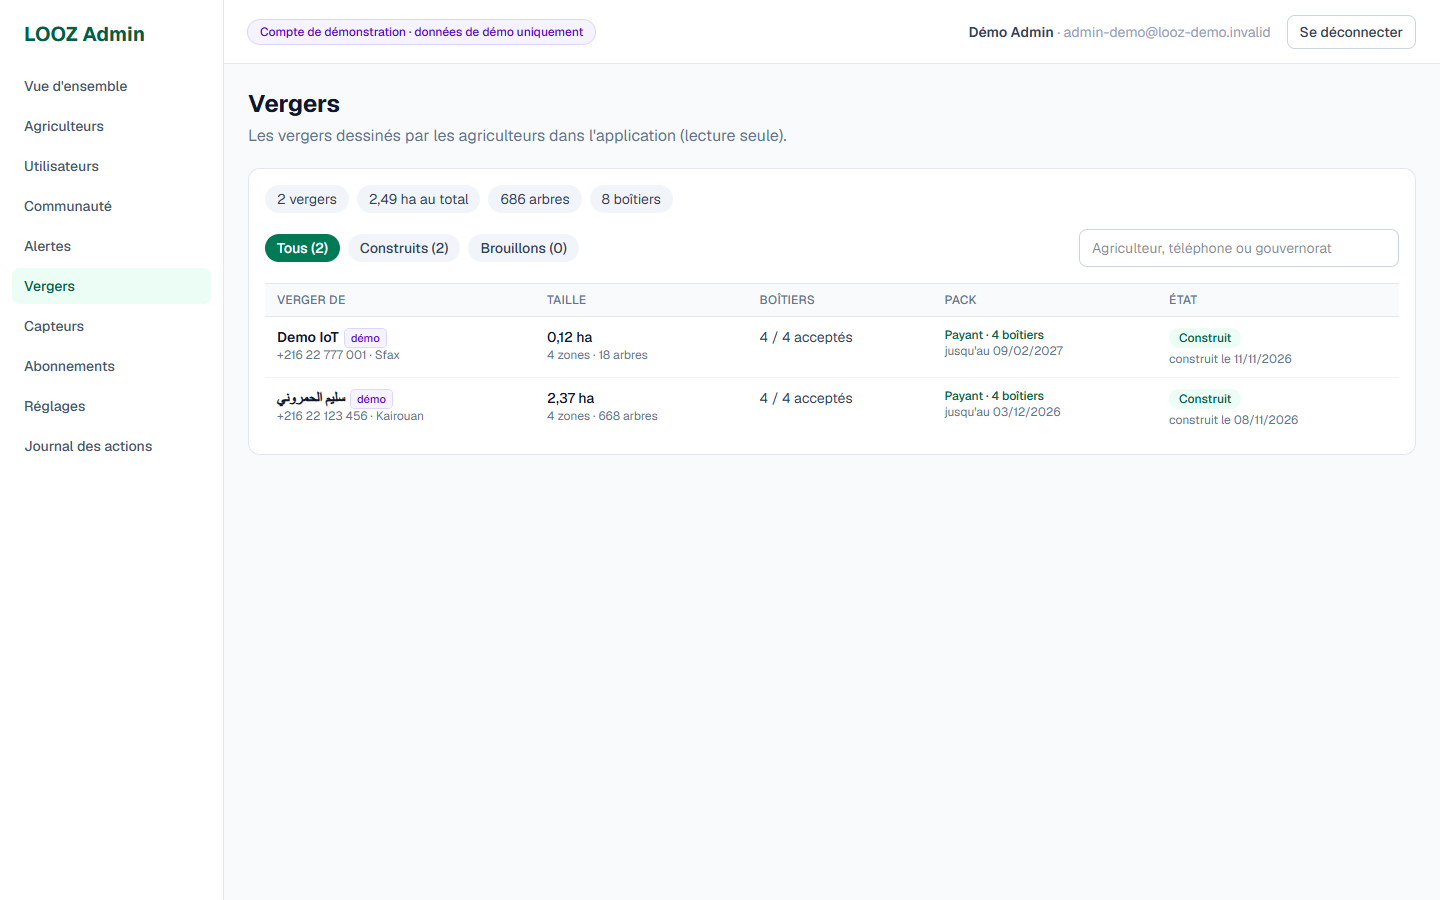 LOOZ Admin
Compte de démonstration · données de démo uniquement
Démo Admin · admin-demo@looz-demo.invalid
Se déconnecter
Vue d'ensemble
Agriculteurs
Utilisateurs
Communauté
Alertes
Vergers
Capteurs
Abonnements
Réglages
Journal des actions
Vergers
Les vergers dessinés par les agriculteurs dans l'application (lecture seule).
2 vergers 2,49 ha au total 686 arbres 8 boîtiers
Tous (2) Construits (2) Brouillons (0) Agriculteur, téléphone ou gouvernorat
VERGER DE TAILLE BOÎTIERS PACK ÉTAT
Demo IoT démo 0,12 ha 4 / 4 acceptés Payant · 4 boîtiers Construit
+216 22 777 001 · Sfax 4 zones · 18 arbres jusqu'au 09/02/2027 construit le 11/11/2026
سليم الحمروني démo 2,37 ha 4 / 4 acceptés Payant · 4 boîtiers Construit
+216 22 123 456 · Kairouan 4 zones · 668 arbres jusqu'au 03/12/2026 construit le 08/11/2026